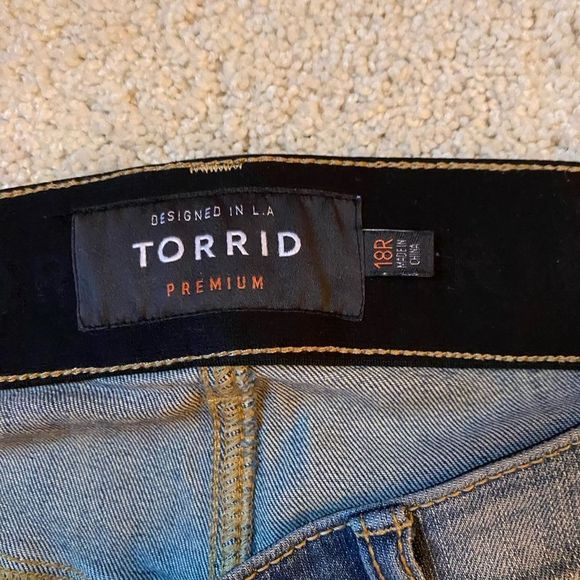 DESIGNED IN L.A
TORRID
PREMIUM
18R
MADE IN
CHINA